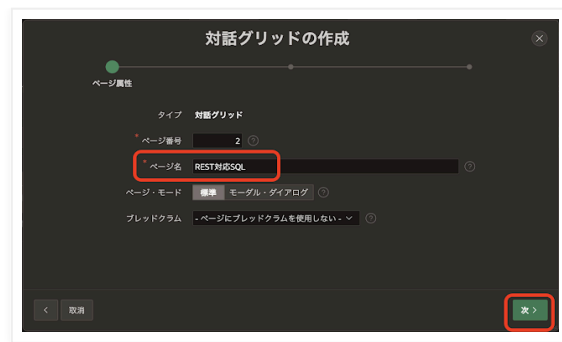 対話グリッドの作成
ページ属性
タイプ 対話グリッド
* ページ番号 2 ?
* ページ名 REST対応SQL ?
ページ・モード 標準 モーダル・ダイアログ ?
ブレッドクラム - ページにブレッドクラムを使用しない - ?
取消 次